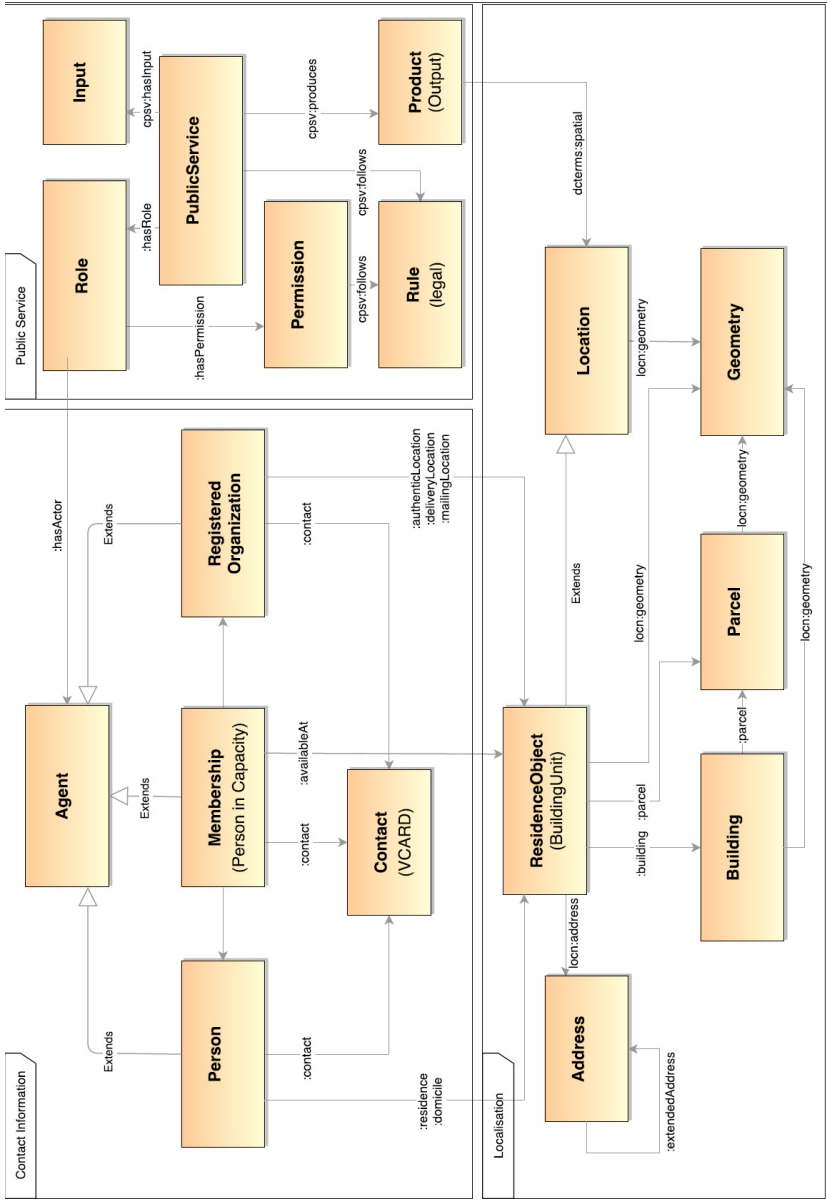 Contact Information
Agent
:hasActor
Extends
Extends
Extends
Person
Membership
(Person in Capacity)
Registered
Organization
:contact
:contact
:contact
Contact
(VCARD)
:residence
:domicile
:availableAt
:authenticLocation
:deliveryLocation
:mailingLocation
Public Service
Role
Input
:hasRole
cpsv:hasInput
PublicService
:hasPermission
Permission
cpsv:follows
cpsv:follows
cpsv:produces
Rule
(legal)
Product
(Output)
dcterms:spatial
Localisation
ResidenceObject
(BuildingUnit)
locn:address
Address
:extendedAddress
Extends
Location
:building
:parcel
locn:geometry
locn:geometry
Building
:parcel
Parcel
locn:geometry
Geometry
locn:geometry